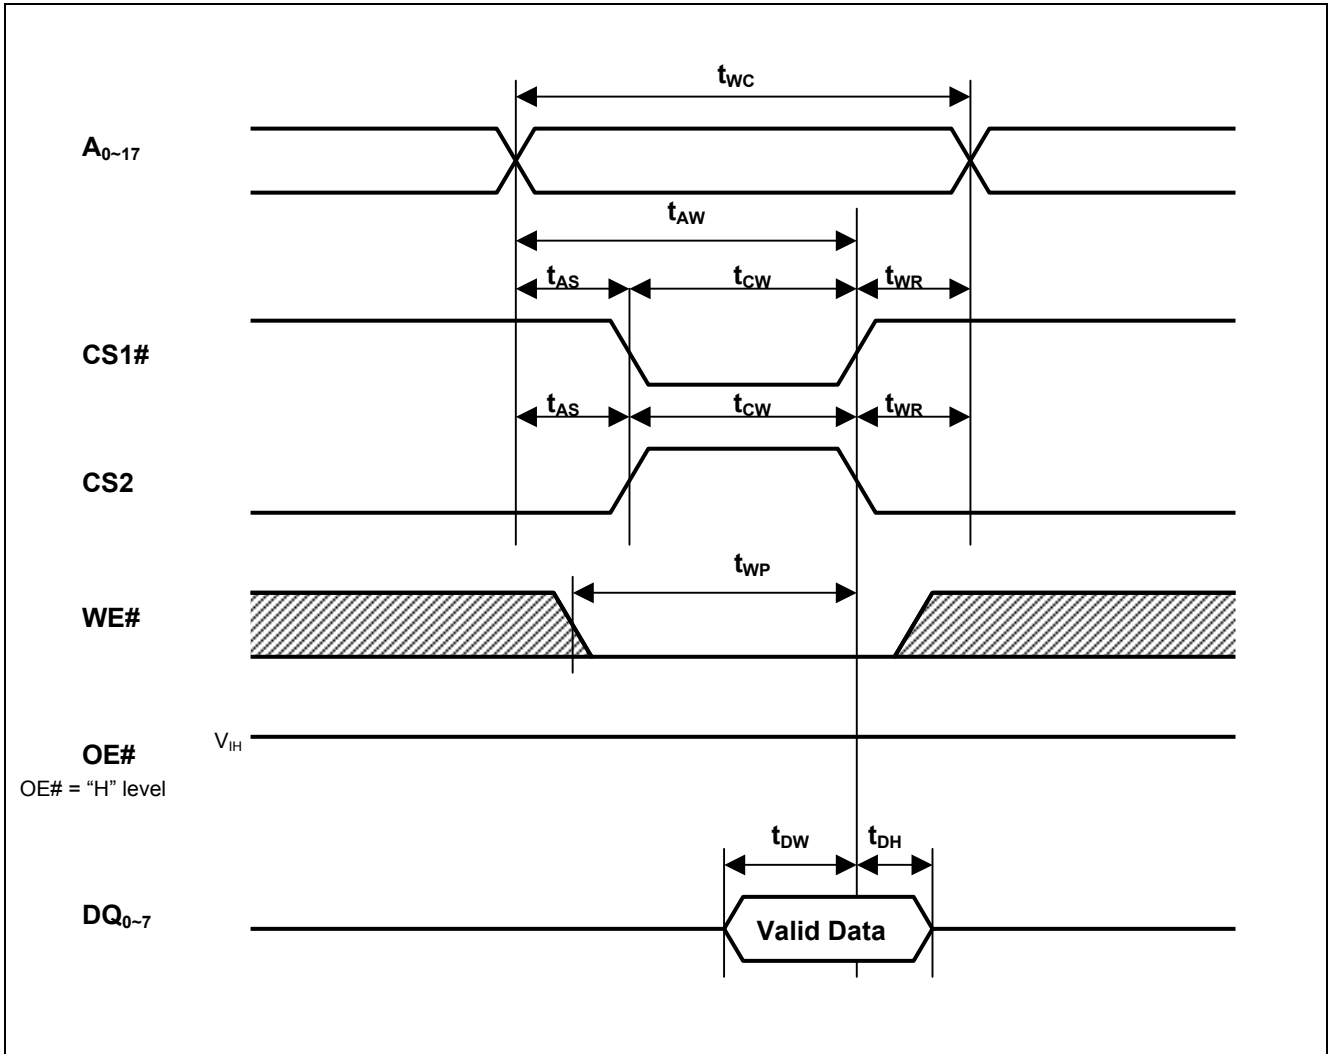 tWC
A0~17
tAW
tAS tCW tWR
CS1#
tAS tCW tWR
CS2
tWP
WE#
VIH
OE#
OE# = “H” level
tDW tDH
DQ0~7
Valid Data